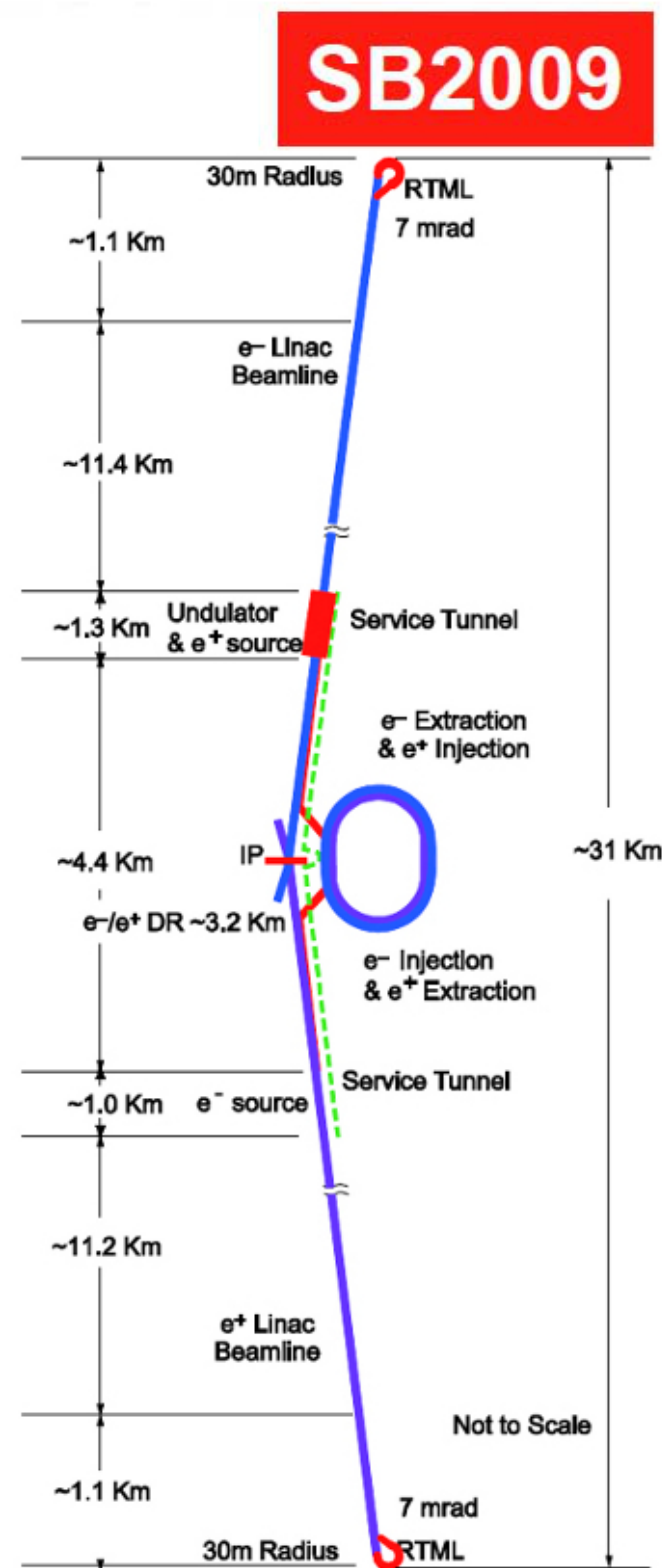 SB2009
30m Radius
RTML
7 mrad
~1.1 Km
e– Linac
Beamline
~11.4 Km
Undulator
& e+ source
~1.3 Km
Service Tunnel
e– Extraction
& e+ Injection
IP
~4.4 Km
~31 Km
e–/e+ DR ~3.2 Km
e– Injection
& e+ Extraction
Service Tunnel
~1.0 Km
e- source
~11.2 Km
e+ Linac
Beamline
Not to Scale
~1.1 Km
7 mrad
30m Radius
RTML